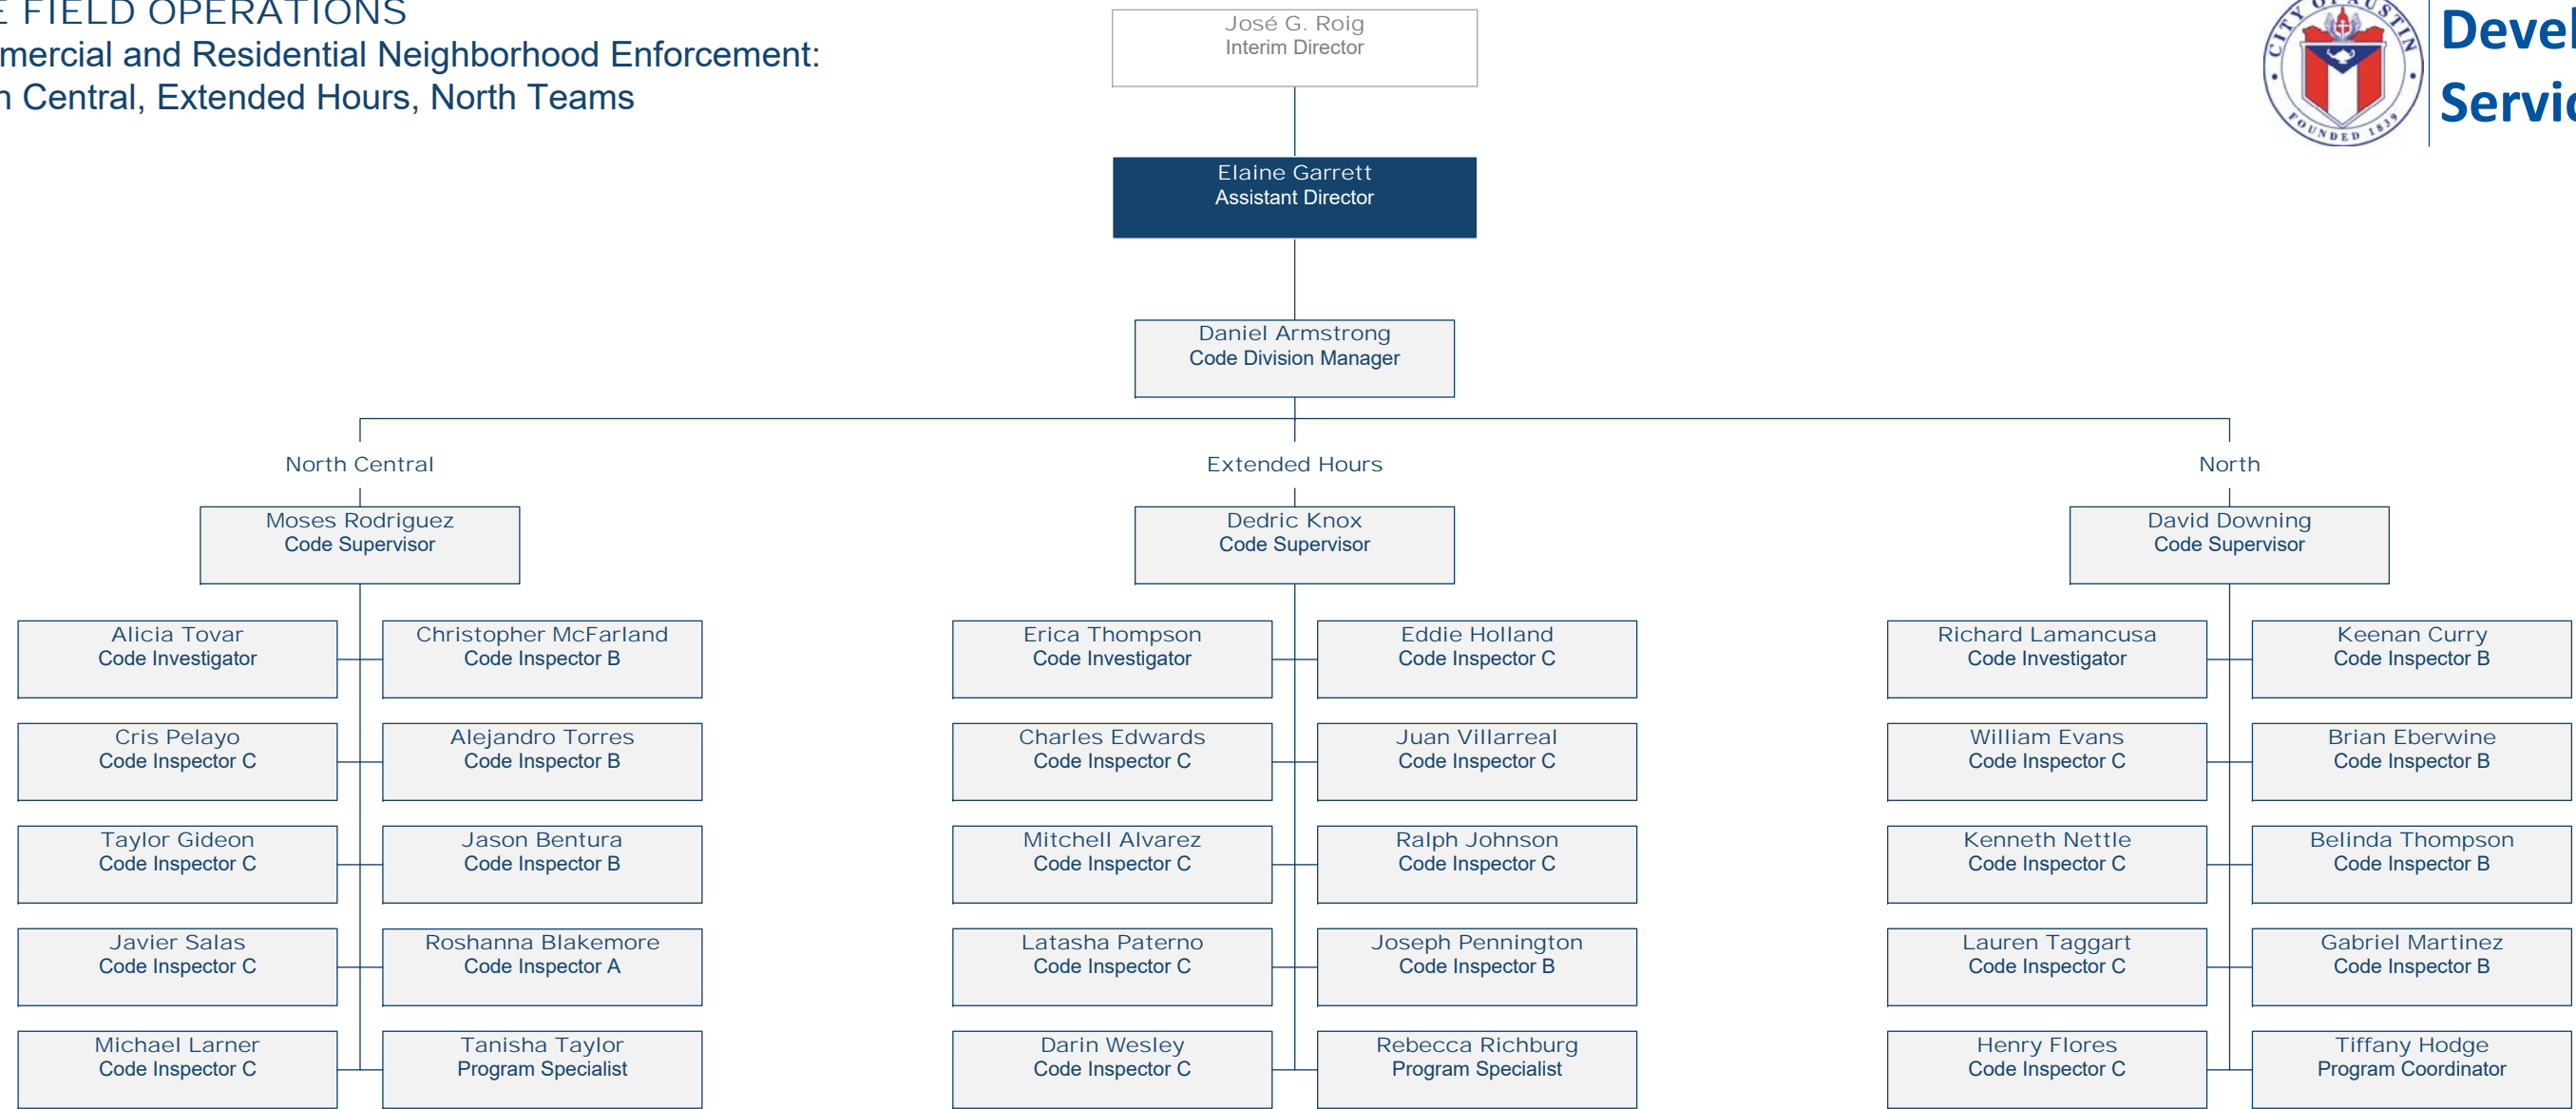 E FIELD OPERATIONS
mmercial and Residential Neighborhood Enforcement:
h Central, Extended Hours, North Teams
José G. Roig
Interim Director
CITY OF AUSTIN
FOUNDED 1839
Devel
Servic
Elaine Garrett
Assistant Director
Daniel Armstrong
Code Division Manager
North Central
Extended Hours
North
Moses Rodriguez
Code Supervisor
Dedric Knox
Code Supervisor
David Downing
Code Supervisor
Alicia Tovar
Code Investigator
Christopher McFarland
Code Inspector B
Erica Thompson
Code Investigator
Eddie Holland
Code Inspector C
Richard Lamancusa
Code Investigator
Keenan Curry
Code Inspector B
Cris Pelayo
Code Inspector C
Alejandro Torres
Code Inspector B
Charles Edwards
Code Inspector C
Juan Villarreal
Code Inspector C
William Evans
Code Inspector C
Brian Eberwine
Code Inspector B
Taylor Gideon
Code Inspector C
Jason Bentura
Code Inspector B
Mitchell Alvarez
Code Inspector C
Ralph Johnson
Code Inspector C
Kenneth Nettle
Code Inspector C
Belinda Thompson
Code Inspector B
Javier Salas
Code Inspector C
Roshanna Blakemore
Code Inspector A
Latasha Paterno
Code Inspector C
Joseph Pennington
Code Inspector B
Lauren Taggart
Code Inspector C
Gabriel Martinez
Code Inspector B
Michael Larner
Code Inspector C
Tanisha Taylor
Program Specialist
Darin Wesley
Code Inspector C
Rebecca Richburg
Program Specialist
Henry Flores
Code Inspector C
Tiffany Hodge
Program Coordinator